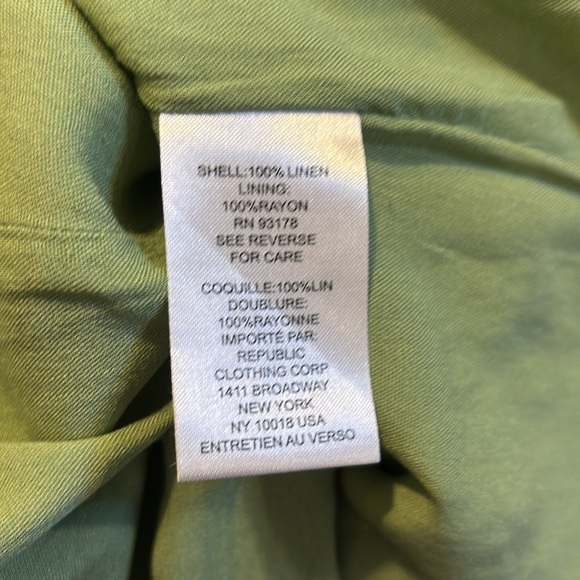 SHELL:100% LINEN
LINING:
100%RAYON
RN 93178
SEE REVERSE
FOR CARE
COQUILLE:100%LIN
DOUBLURE:
100%RAYONNE
IMPORTÉ PAR:
REPUBLIC
CLOTHING CORP
1411 BROADWAY
NEW YORK
NY 10018 USA
ENTRETIEN AU VERSO